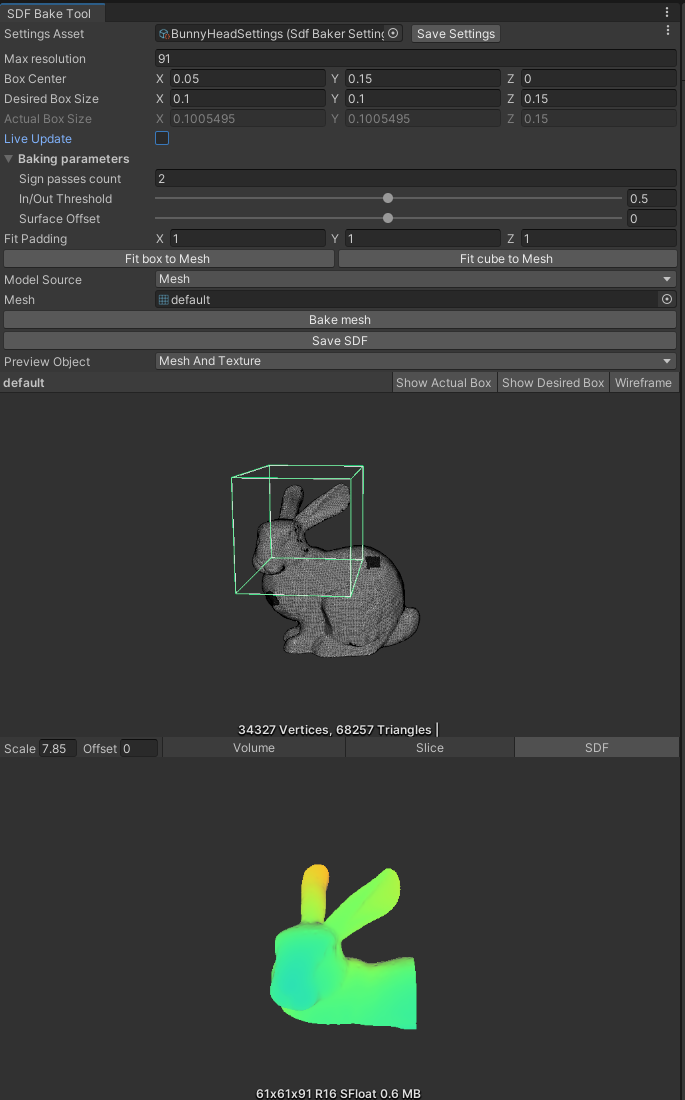 SDF Bake Tool
Settings Asset BunnyHeadSettings (Sdf Baker Setting Save Settings
Max resolution 91
Box Center X 0.05 Y 0.15 Z 0
Desired Box Size X 0.1 Y 0.1 Z 0.15
Actual Box Size X 0.1005495 Y 0.1005495 Z 0.15
Live Update
Baking parameters
Sign passes count 2
In/Out Threshold 0.5
Surface Offset 0
Fit Padding X 1 Y 1 Z 1
Fit box to Mesh Fit cube to Mesh
Model Source Mesh
Mesh default
Bake mesh
Save SDF
Preview Object Mesh And Texture
default Show Actual Box Show Desired Box Wireframe
34327 Vertices, 68257 Triangles |
Scale 7.85 Offset 0 Volume Slice SDF
61x61x91 R16 SFloat 0.6 MB